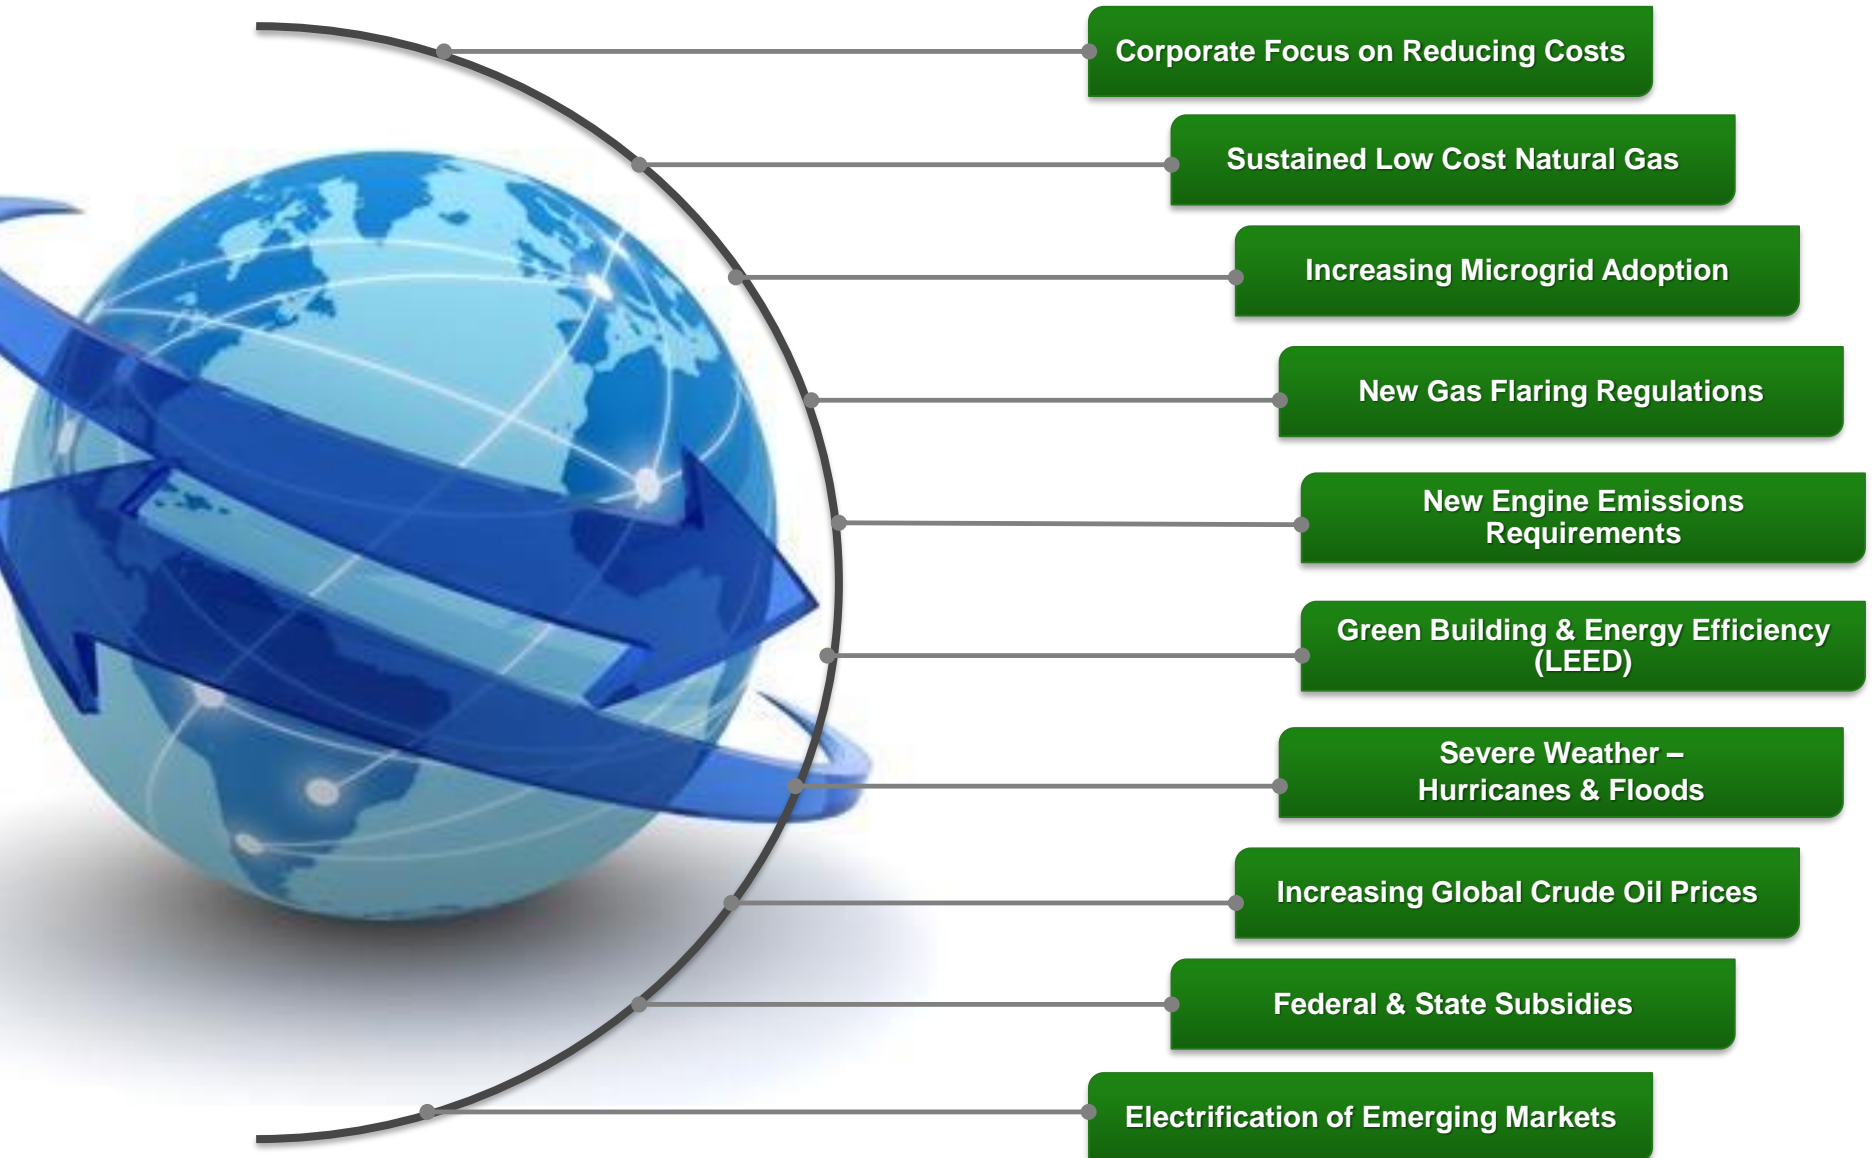 Corporate Focus on Reducing Costs
Sustained Low Cost Natural Gas
Increasing Microgrid Adoption
New Gas Flaring Regulations
New Engine Emissions
Requirements
Green Building & Energy Efficiency
(LEED)
Severe Weather –
Hurricanes & Floods
Increasing Global Crude Oil Prices
Federal & State Subsidies
Electrification of Emerging Markets